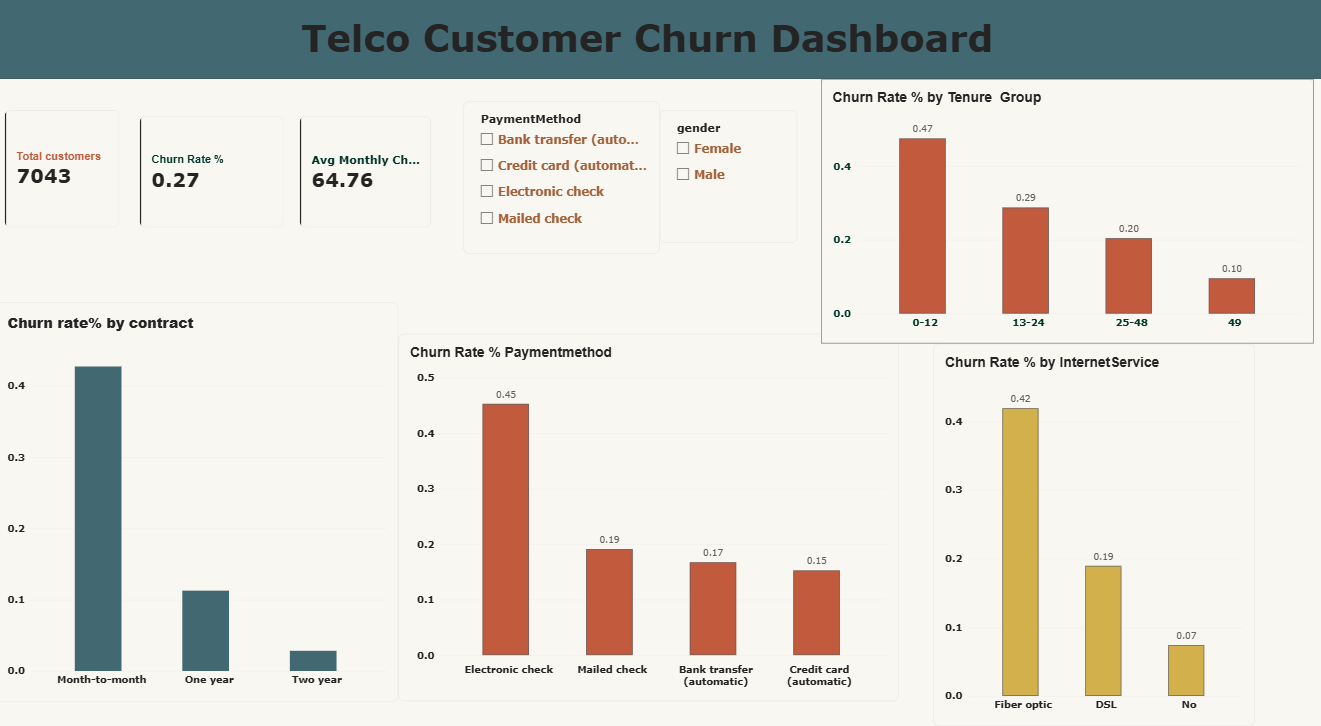 Telco Customer Churn Dashboard
Total customers
7043
Churn Rate %
0.27
Avg Monthly Ch...
64.76
PaymentMethod
Bank transfer (auto...
Credit card (automat...
Electronic check
Mailed check
gender
Female
Male
Churn Rate % by Tenure Group
0.47
0.29
0.20
0.10
0.4
0.2
0.0
0-12
13-24
25-48
49
Churn rate% by contract
0.4
0.3
0.2
0.1
0.0
Month-to-month
One year
Two year
Churn Rate % Paymentmethod
0.5
0.4
0.3
0.2
0.1
0.0
0.45
0.19
0.17
0.15
Electronic check
Mailed check
Bank transfer
(automatic)
Credit card
(automatic)
Churn Rate % by InternetService
0.4
0.3
0.2
0.1
0.0
0.42
0.19
0.07
Fiber optic
DSL
No